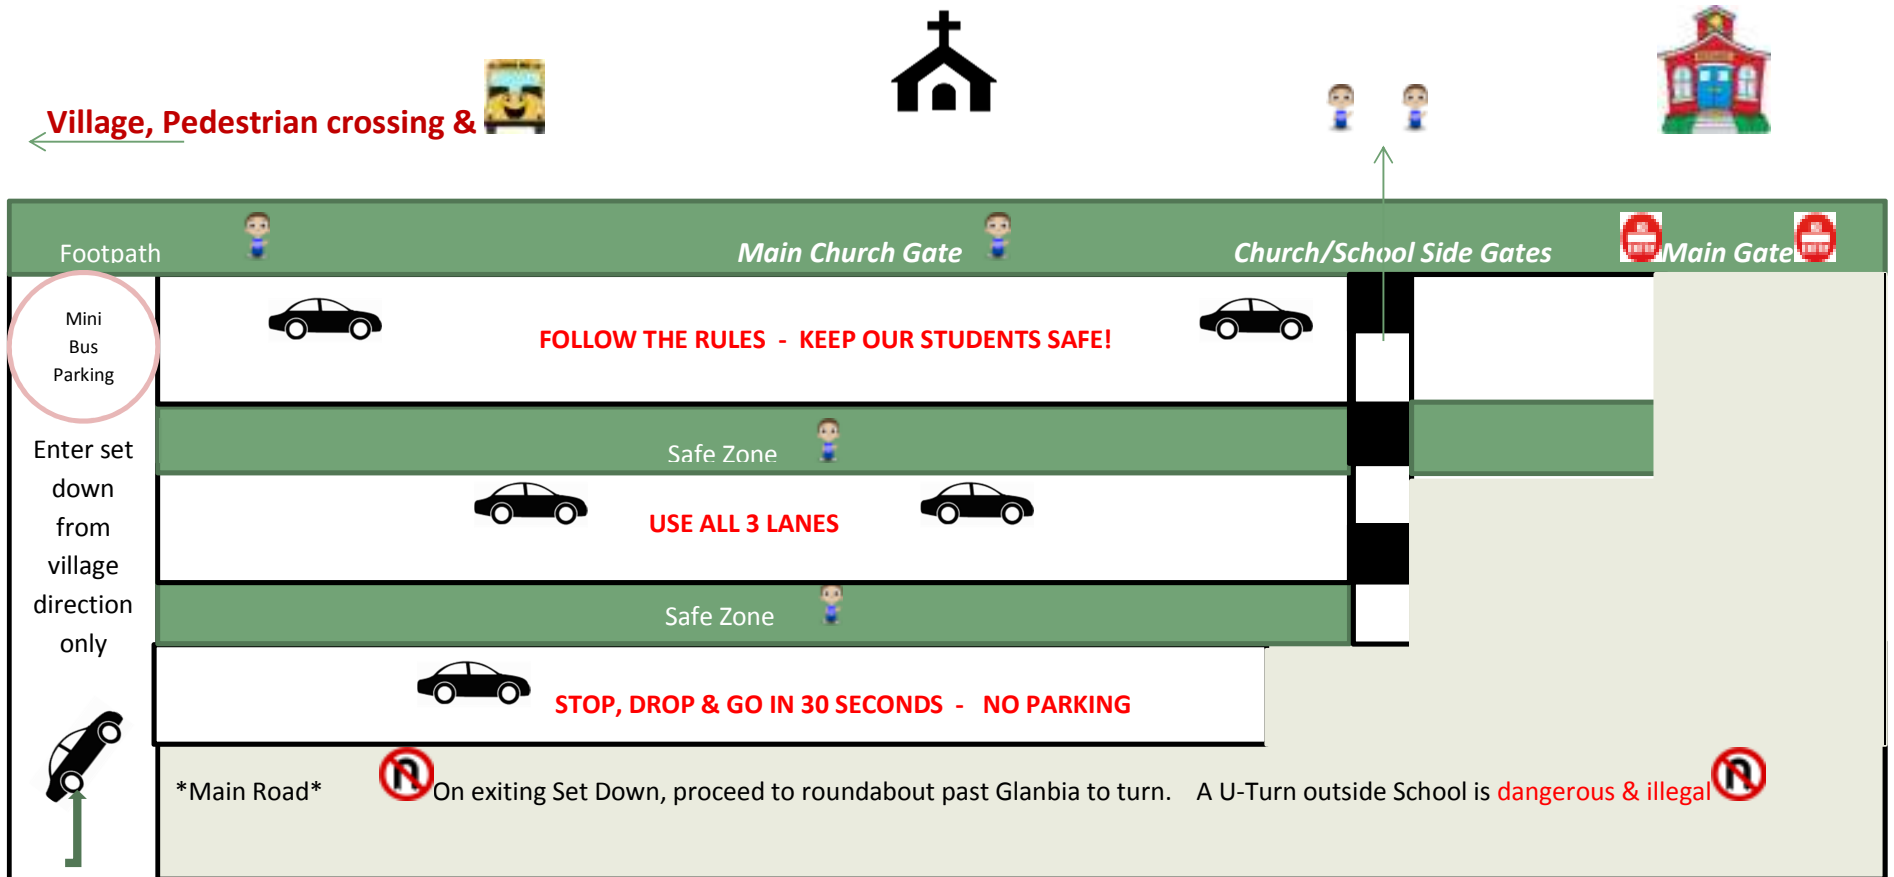 Village, Pedestrian crossing &
Footpath
Main Church Gate
Church/School Side Gates
Main Gate
Mini
Bus
Parking
FOLLOW THE RULES - KEEP OUR STUDENTS SAFE!
Enter set
down
from
village
direction
only
Safe Zone
USE ALL 3 LANES
Safe Zone
STOP, DROP & GO IN 30 SECONDS - NO PARKING
*Main Road*
On exiting Set Down, proceed to roundabout past Glanbia to turn. A U-Turn outside School is dangerous & illegal